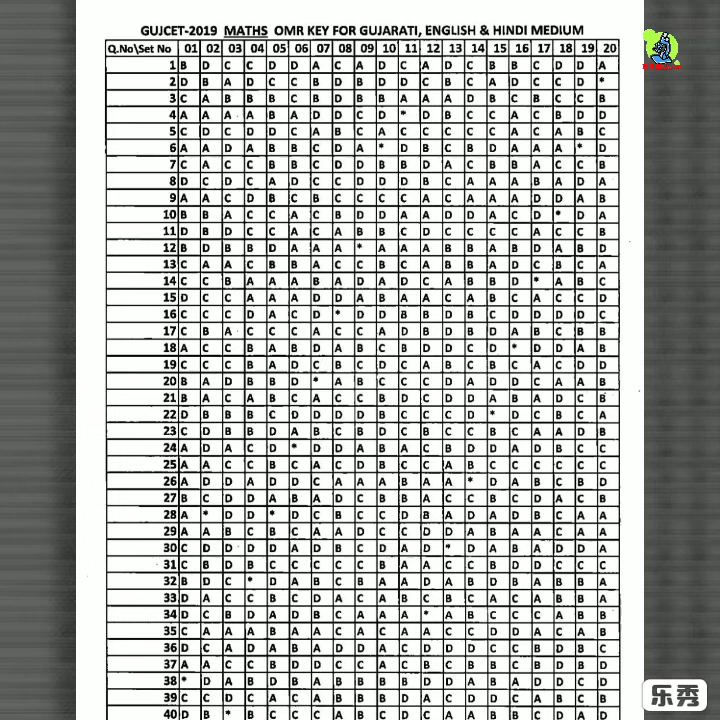 GUJCET-2019 MATHS OMR KEY FOR GUJARATI, ENGLISH & HINDI MEDIUM
Q.No\Set No 01 02 03 04 05 06 07 08 09 10 11 12 13 14 15 16 17 18 19 20
1 B D C C D D A C A D C A D C B B C D D A
2 D B A D C C B D B D D C B C A D C C D *
3 C A B B B C B D B B A A A D B C B C C B
4 A A A A B A D D C D * D B C C A C B D D
5 C D C D D C A B C A C C C C C A C A B C
6 A A D A B B C D A * D B C B D A A A * D
7 C A C C B B C D D B B D A C B B A C C B
8 D C D C A D C C D D D B C A A A B A D A
9 A A C D B C B C C C C A C A A A D D A B
10 B B A C C A C B D D A A D D A C D * D A
11 D B D C C A C A B B C D C C C C A C C B
12 B D B B D A A A * A A A B B A B D A B D
13 C A A C B B A C C B C A B B A D C B C A
14 C C B A A A B A D A D C A B B D * A B C
15 D C C A A A D D A B A A C A B C A C C D
16 C C C D A C D * D D B B D B C D D D D C
17 C B A C C C A C C A D B D B D A B C B B
18 A C C B A B D A B C B D D C D * D D A B
19 C C C B A D C B C D C A B C B C A C D D
20 B A D B B D * A B C C C D A D D C A A B
21 B A C A B C A C C B D C D D A B A D C B
22 D B B B C D D D D B C C C D * D C B C A
23 C D B B D A B C B D C B C C B C A A D B
24 A D A C D * D D A B A C B D D A D B C C
25 A A C C B C A C D B C C A B C C C C C C
26 A D D A D D C A A A B A A * D A B C B D
27 B C D D A B A D C B B A C C B C D A C B
28 A * D D * D C B C C D B A D A D B C A A
29 A A B C B C A A D C C D D A B A A C A A
30 C D D D D A D B C D A D * D A B A D D A
31 C B D B C C C C C B A A C C B D D C C C
32 B D C * D A B C B A A D A B D B A B B A
33 D A C C B C D A C A B C B C A C A B B A
34 D C B D A D B C A A A * A B C C C A B B
35 C A A A B A A C A C A A C C D D A C A B
36 D C A D A B A D D A C D D D C C B D B C
37 A A C C B D D C C A C B C B B C B D B D
38 * D A B D B A B B B B D D A B A D D C D
39 C C D C A C A B B B D A C D D C A B C B
40 D B * B C C C A B C D C A A B B C D A D
乐秀